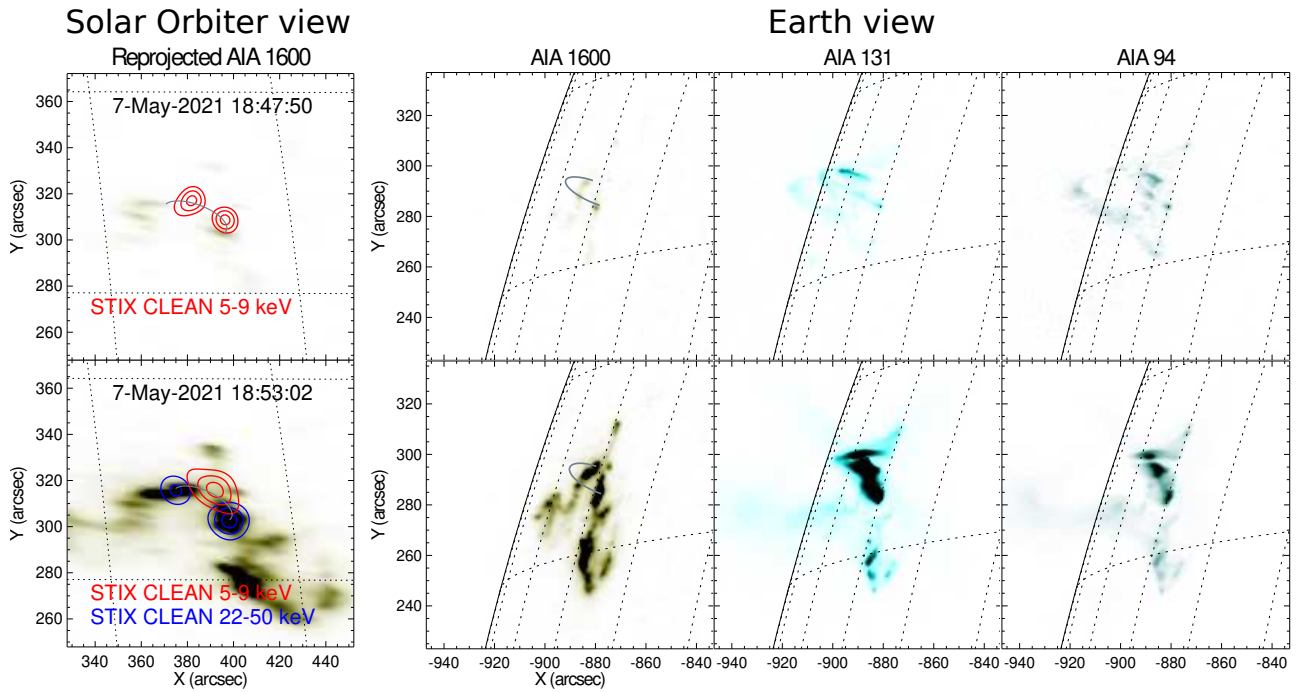 Solar Orbiter view
Earth view
Reprojected AIA 1600
AIA 1600
AIA 131
AIA 94
7-May-2021 18:47:50
STIX CLEAN 5-9 keV
Y (arcsec)
360
340
320
300
280
260
Y (arcsec)
320
300
280
260
240
7-May-2021 18:53:02
STIX CLEAN 5-9 keV
STIX CLEAN 22-50 keV
Y (arcsec)
360
340
320
300
280
260
340 360 380 400 420 440
X (arcsec)
Y (arcsec)
320
300
280
260
240
-940 -920 -900 -880 -860 -840
X (arcsec)
-940 -920 -900 -880 -860 -840
-940 -920 -900 -880 -860 -840